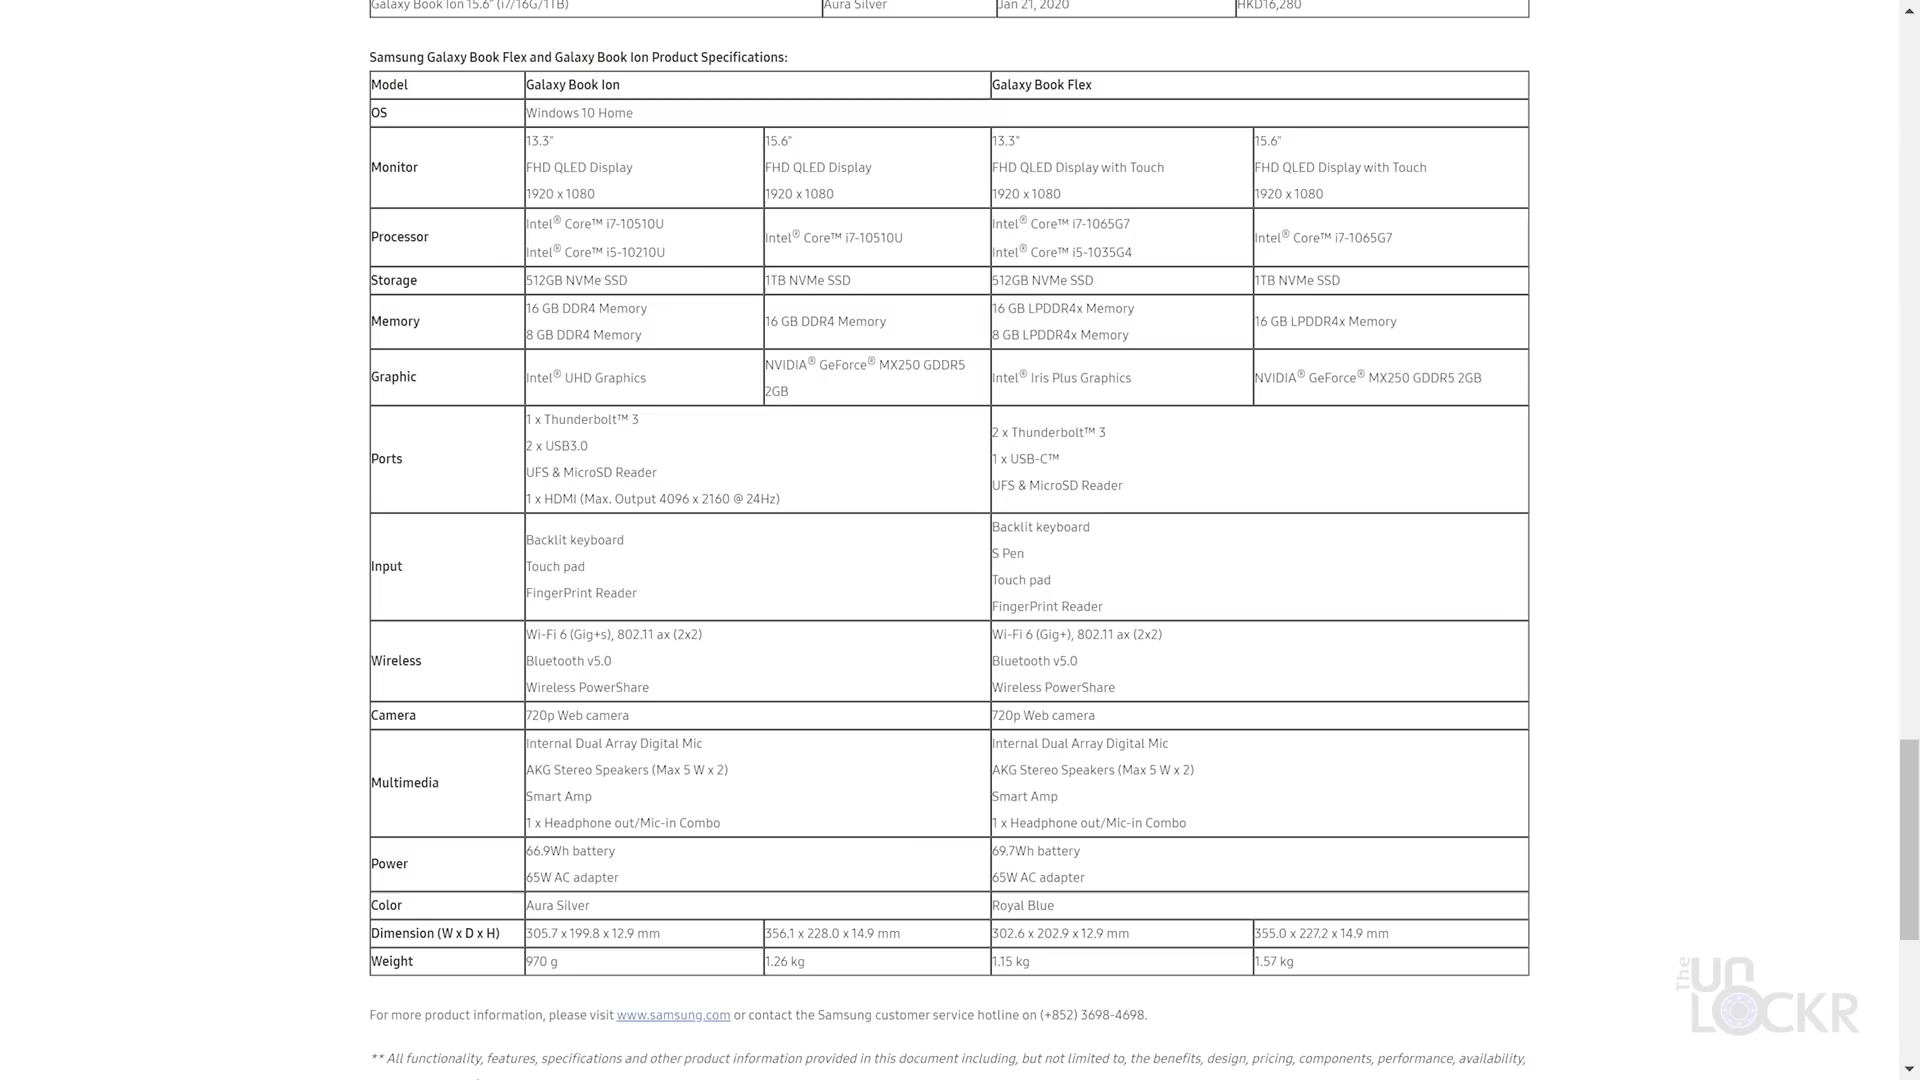 Galaxy Book Ion 15.6" (i7/16G/1TB) Aura Silver Jan 21, 2020 HKD16,280
Samsung Galaxy Book Flex and Galaxy Book Ion Product Specifications:
Model Galaxy Book Ion Galaxy Book Flex
OS Windows 10 Home
Monitor
13.3"
FHD QLED Display
1920 x 1080
15.6"
FHD QLED Display
1920 x 1080
13.3"
FHD QLED Display with Touch
1920 x 1080
15.6"
FHD QLED Display with Touch
1920 x 1080
Processor
Intel® Core™ i7-10510U
Intel® Core™ i5-10210U
Intel® Core™ i7-10510U
Intel® Core™ i7-1065G7
Intel® Core™ i5-1035G4
Intel® Core™ i7-1065G7
Storage 512GB NVMe SSD 1TB NVMe SSD 512GB NVMe SSD 1TB NVMe SSD
Memory
16 GB DDR4 Memory
8 GB DDR4 Memory
16 GB DDR4 Memory
16 GB LPDDR4x Memory
8 GB LPDDR4x Memory
16 GB LPDDR4x Memory
Graphic
Intel® UHD Graphics
NVIDIA® GeForce® MX250 GDDR5
2GB
Intel® Iris Plus Graphics
NVIDIA® GeForce® MX250 GDDR5 2GB
Ports
1 x Thunderbolt™ 3
2 x USB3.0
UFS & MicroSD Reader
1 x HDMI (Max. Output 4096 x 2160 @ 24Hz)
2 x Thunderbolt™ 3
1 x USB-C™
UFS & MicroSD Reader
Input
Backlit keyboard
Touch pad
FingerPrint Reader
Backlit keyboard
S Pen
Touch pad
FingerPrint Reader
Wireless
Wi-Fi 6 (Gig+s), 802.11 ax (2x2)
Bluetooth v5.0
Wireless PowerShare
Wi-Fi 6 (Gig+), 802.11 ax (2x2)
Bluetooth v5.0
Wireless PowerShare
Camera 720p Web camera 720p Web camera
Multimedia
Internal Dual Array Digital Mic
AKG Stereo Speakers (Max 5 W x 2)
Smart Amp
1 x Headphone out/Mic-in Combo
Internal Dual Array Digital Mic
AKG Stereo Speakers (Max 5 W x 2)
Smart Amp
1 x Headphone out/Mic-in Combo
Power
66.9Wh battery
65W AC adapter
69.7Wh battery
65W AC adapter
Color Aura Silver Royal Blue
Dimension (W x D x H) 305.7 x 199.8 x 12.9 mm 356.1 x 228.0 x 14.9 mm 302.6 x 202.9 x 12.9 mm 355.0 x 227.2 x 14.9 mm
Weight 970 g 1.26 kg 1.15 kg 1.57 kg
For more product information, please visit www.samsung.com or contact the Samsung customer service hotline on (+852) 3698-4698.
** All functionality, features, specifications and other product information provided in this document including, but not limited to, the benefits, design, pricing, components, performance, availability,
The
UN
LOCKR